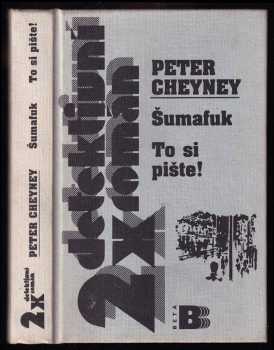 2x
detektivní
román
PETER CHEYNEY
Šumafuk
To si pište!
2x
detektivní
román
PETER
CHEYNEY
Šumafuk
To si
pište!
BETA
B